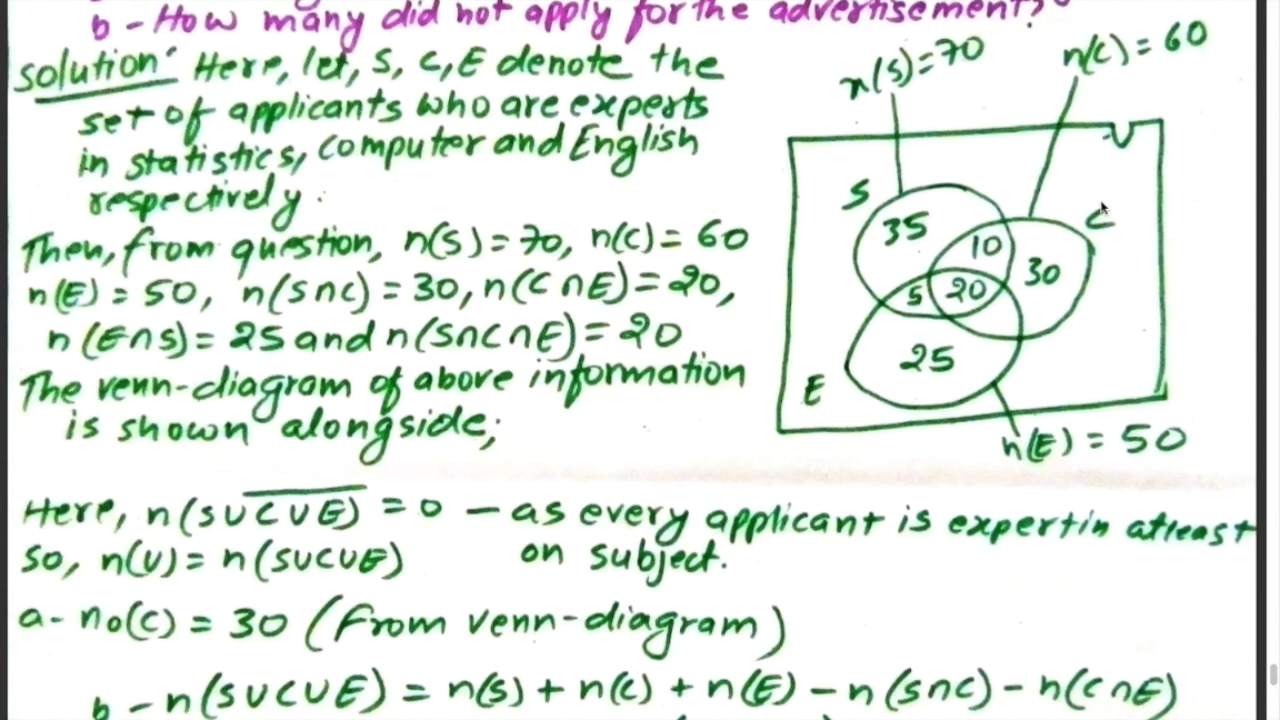 b - How many did not apply for the advertisement?
solution: Here, let, S, C, E denote the
set of applicants who are experts
in statistics, computer and English
respectively.
Then, from question, n(S) = 70, n(C) = 60
n(E) = 50, n(S∩C) = 30, n(C∩E) = 20,
n(E∩S) = 25 and n(S∩C∩E) = 20
The venn-diagram of above information
is shown alongside;
n(S) = 70
n(C) = 60
U
S
C
35
10
30
5
20
25
E
n(E) = 50
Here, n(S∪C∪E)‾ = 0 - as every applicant is expert in atleast
So, n(U) = n(S∪C∪E) on subject.
a - no(C) = 30 (from venn-diagram)
b - n(S∪C∪E) = n(S) + n(C) + n(E) - n(S∩C) - n(C∩E)